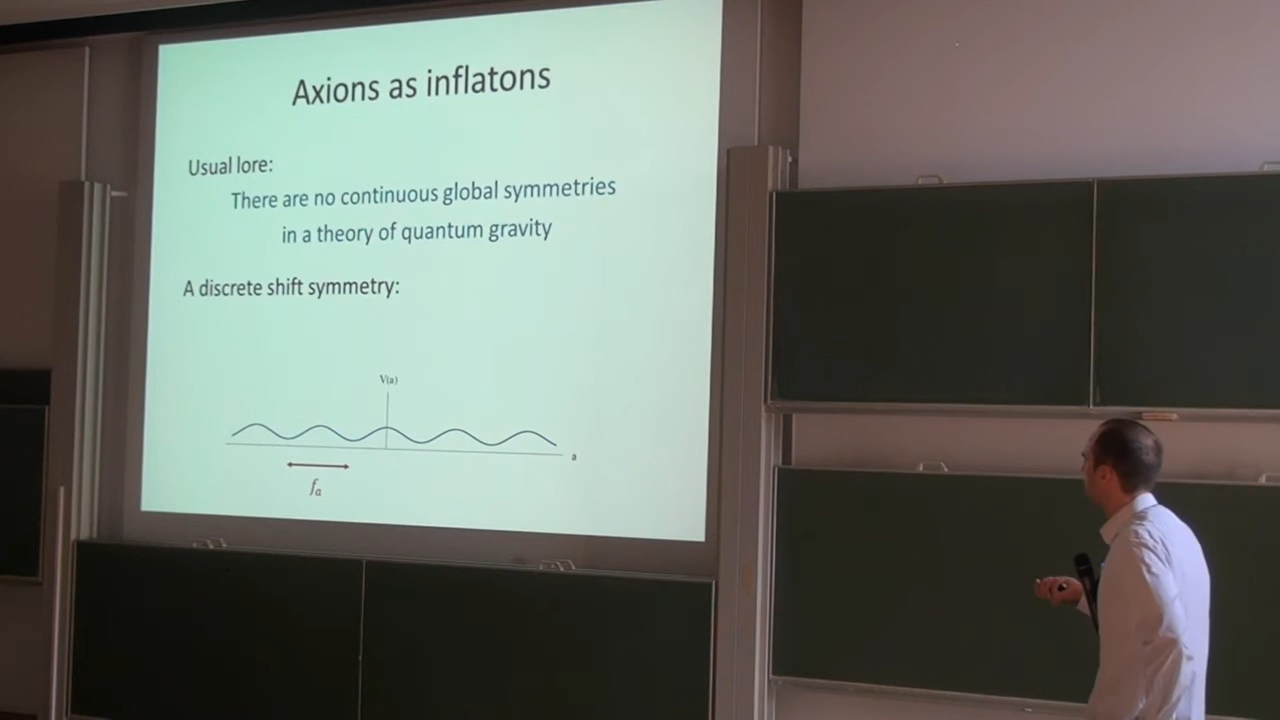 Axions as inflatons
Usual lore:
There are no continuous global symmetries
in a theory of quantum gravity
A discrete shift symmetry:
V(a)
a
fa